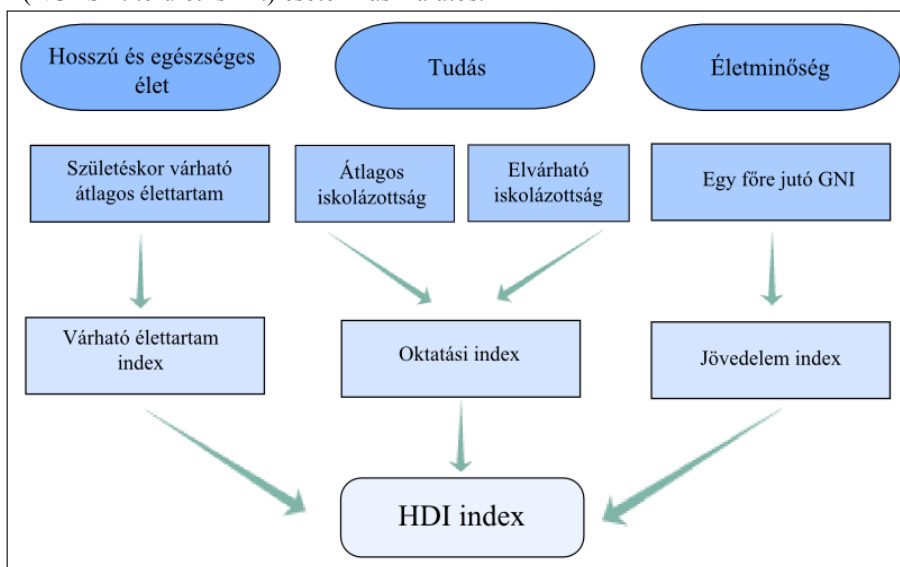 Hosszú és egészséges
élet
Tudás
Életminőség
Születéskor várható
átlagos élettartam
Átlagos
iskolázottság
Elvárható
iskolázottság
Egy főre jutó GNI
Várható élettartam
index
Oktatási index
Jövedelem index
HDI index